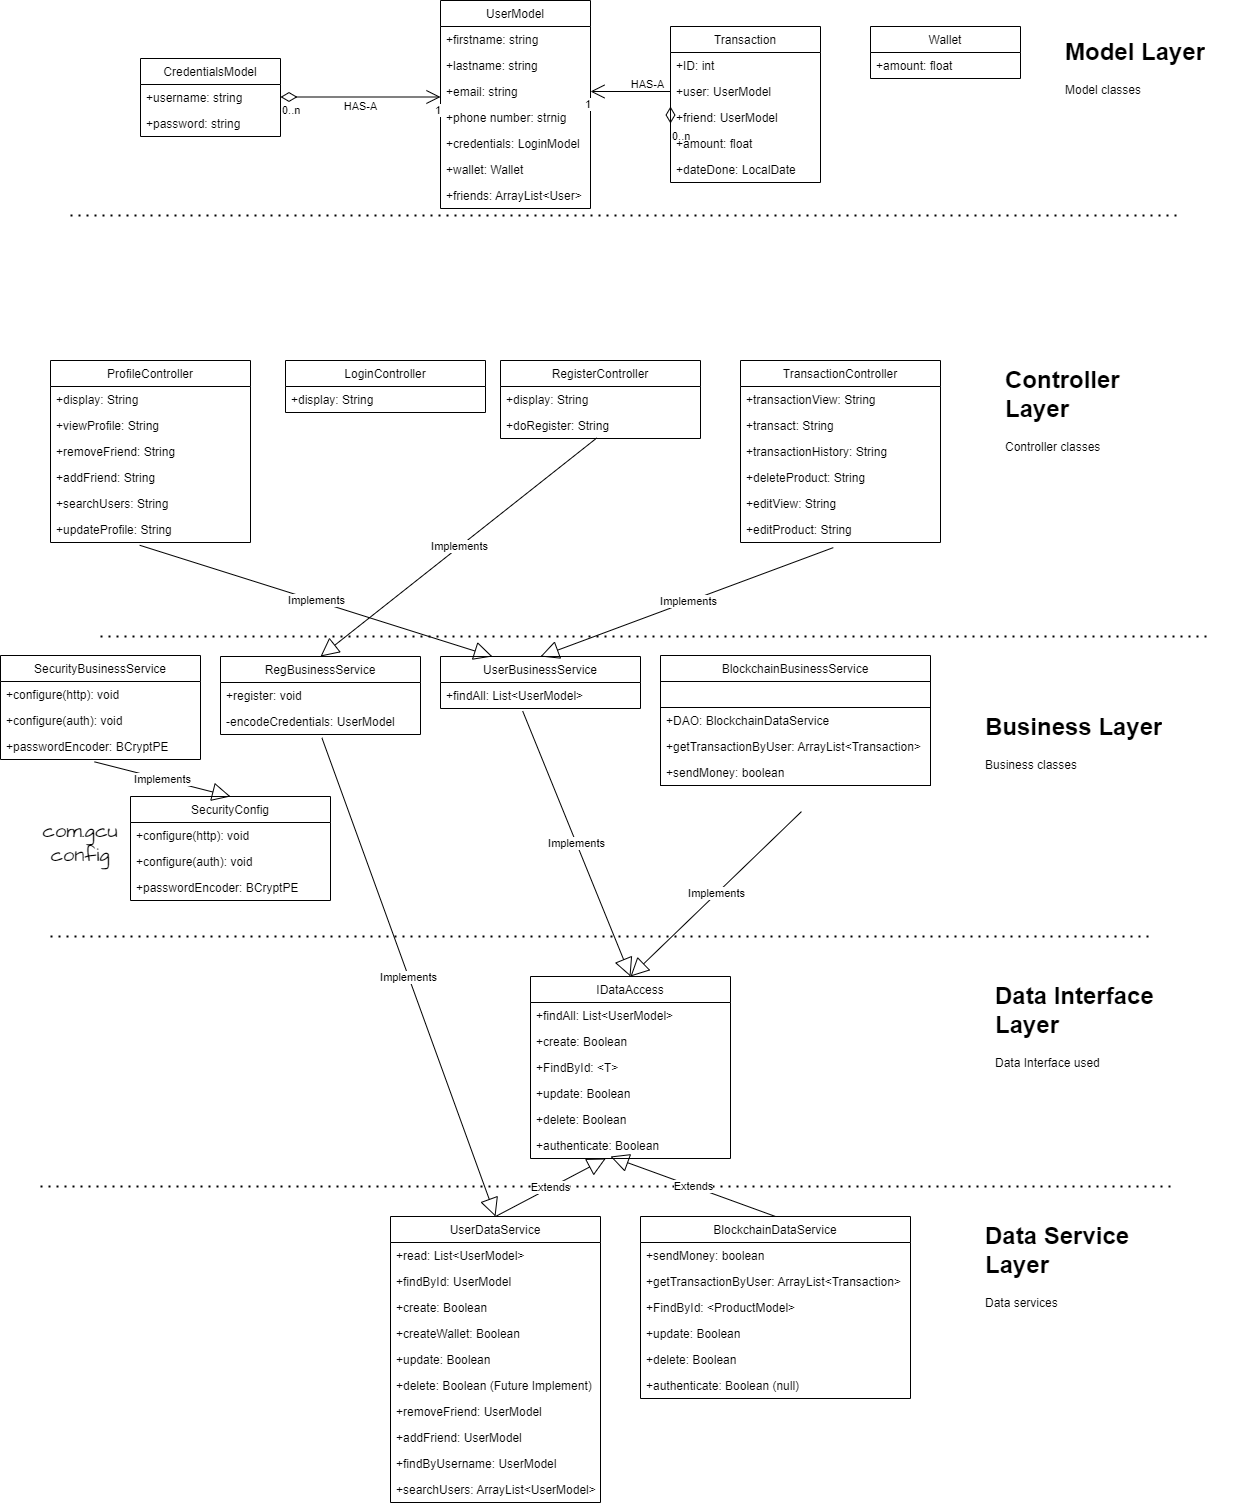 UserModel
+firstname: string
+lastname: string
+email: string
+phone number: strnig
+credentials: LoginModel
+wallet: Wallet
+friends: ArrayList<User>
CredentialsModel
+username: string
+password: string
0..n
HAS-A
1
Transaction
+ID: int
+user: UserModel
+friend: UserModel
+amount: float
+dateDone: LocalDate
HAS-A
1
0..n
Wallet
+amount: float
Model Layer
Model classes
ProfileController
+display: String
+viewProfile: String
+removeFriend: String
+addFriend: String
+searchUsers: String
+updateProfile: String
LoginController
+display: String
RegisterController
+display: String
+doRegister: String
TransactionController
+transactionView: String
+transact: String
+transactionHistory: String
+deleteProduct: String
+editView: String
+editProduct: String
Controller
Layer
Controller classes
Implements
Implements
Implements
SecurityBusinessService
+configure(http): void
+configure(auth): void
+passwordEncoder: BCryptPE
RegBusinessService
+register: void
-encodeCredentials: UserModel
UserBusinessService
+findAll: List<UserModel>
BlockchainBusinessService
+DAO: BlockchainDataService
+getTransactionByUser: ArrayList<Transaction>
+sendMoney: boolean
Business Layer
Business classes
Implements
SecurityConfig
+configure(http): void
+configure(auth): void
+passwordEncoder: BCryptPE
com.gcu
config
Implements
Implements
Implements
IDataAccess
+findAll: List<UserModel>
+create: Boolean
+FindById: <T>
+update: Boolean
+delete: Boolean
+authenticate: Boolean
Data Interface
Layer
Data Interface used
Extends
Extends
UserDataService
+read: List<UserModel>
+findById: UserModel
+create: Boolean
+createWallet: Boolean
+update: Boolean
+delete: Boolean (Future Implement)
+removeFriend: UserModel
+addFriend: UserModel
+findByUsername: UserModel
+searchUsers: ArrayList<UserModel>
BlockchainDataService
+sendMoney: boolean
+getTransactionByUser: ArrayList<Transaction>
+FindById: <ProductModel>
+update: Boolean
+delete: Boolean
+authenticate: Boolean (null)
Data Service
Layer
Data services